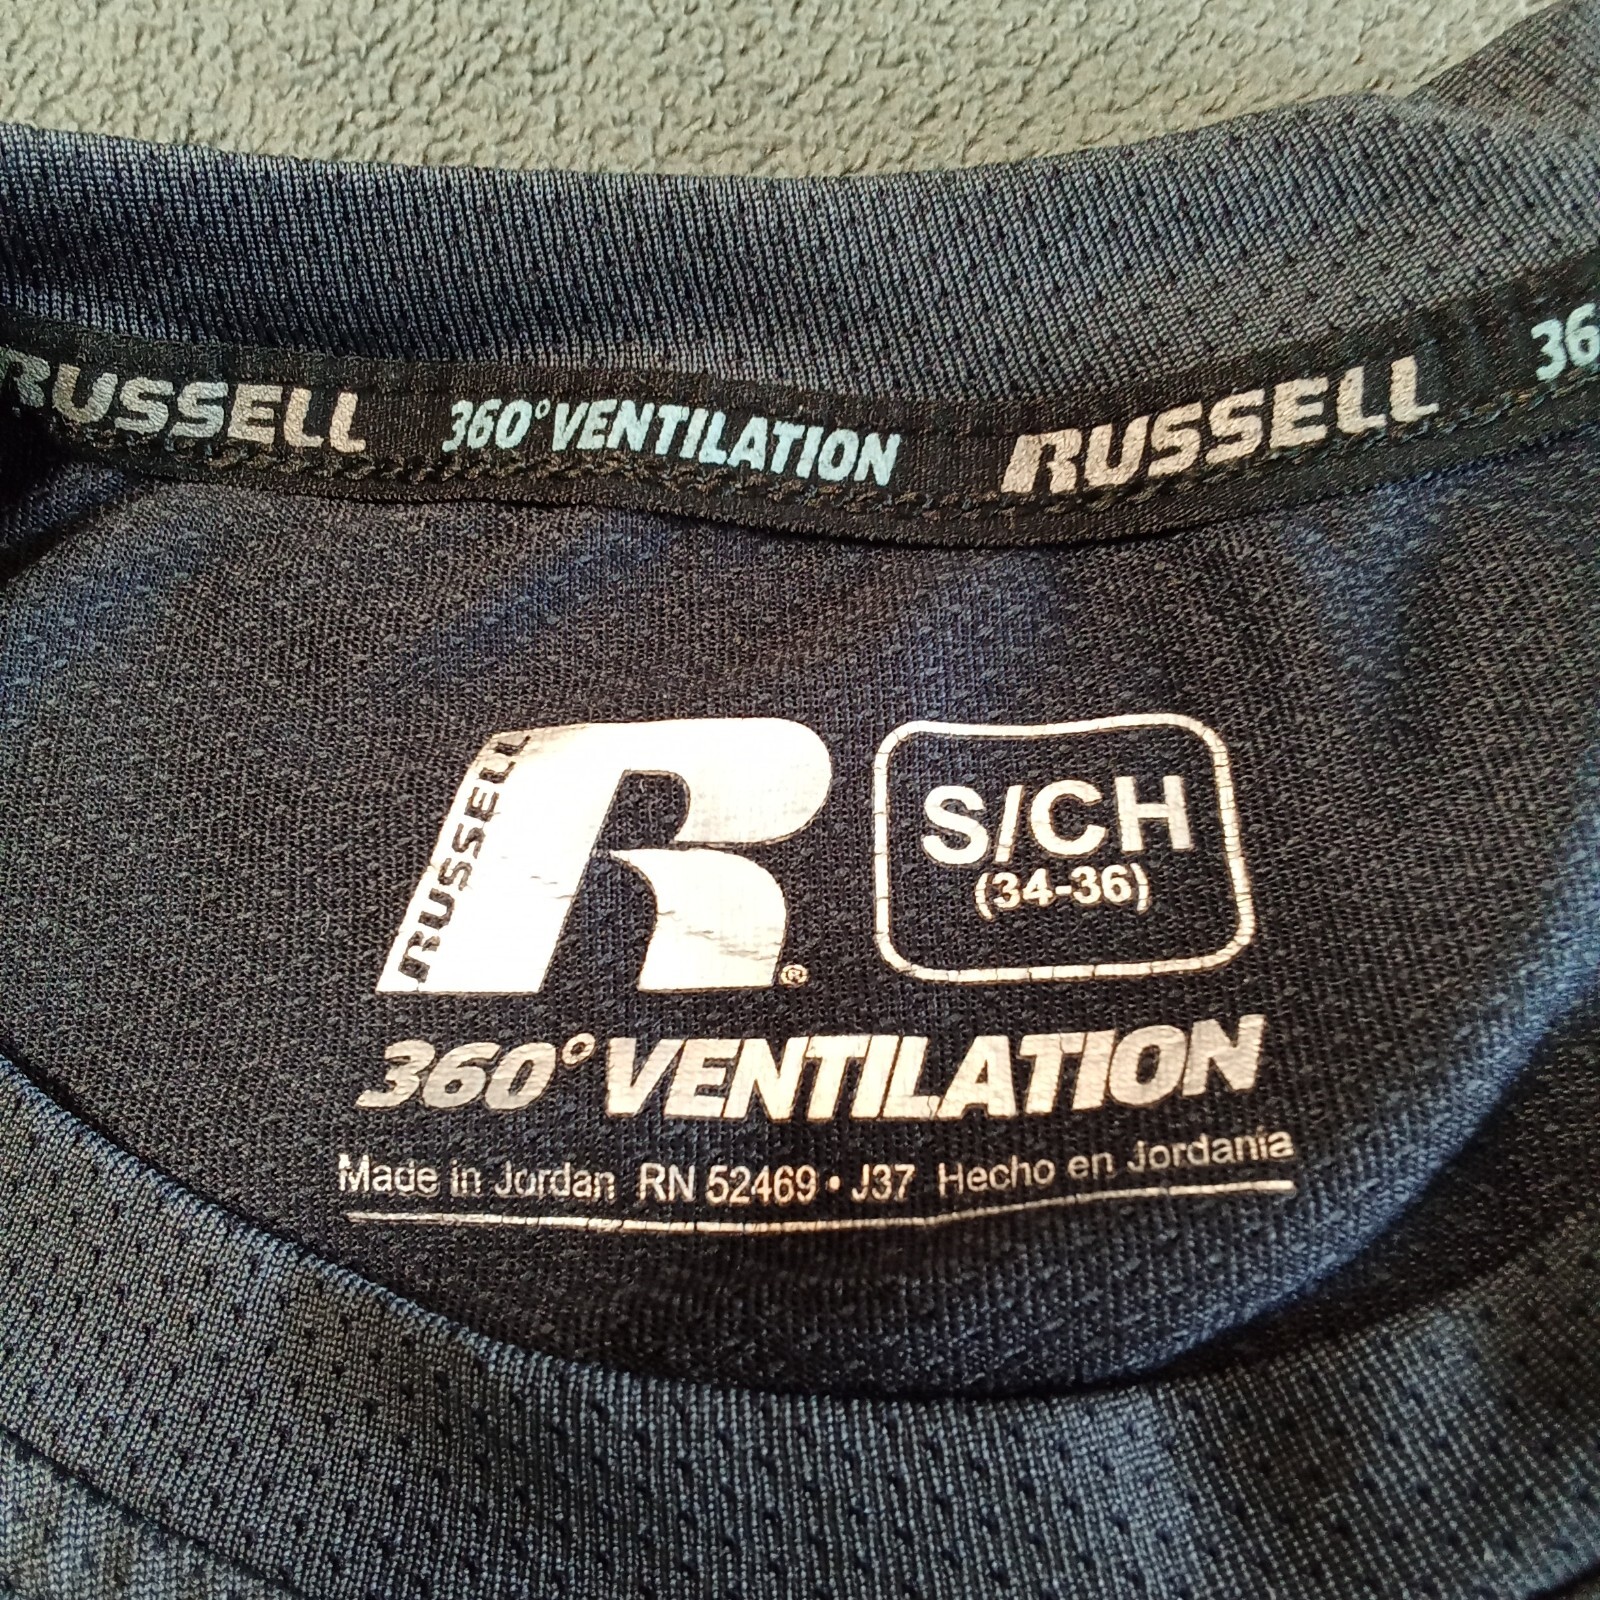 RUSSELL 360° VENTILATION RUSSELL 36
RUSSELL
®
S/CH
(34-36)
360° VENTILATION
Made in Jordan RN 52469 • J37 Hecho en Jordania